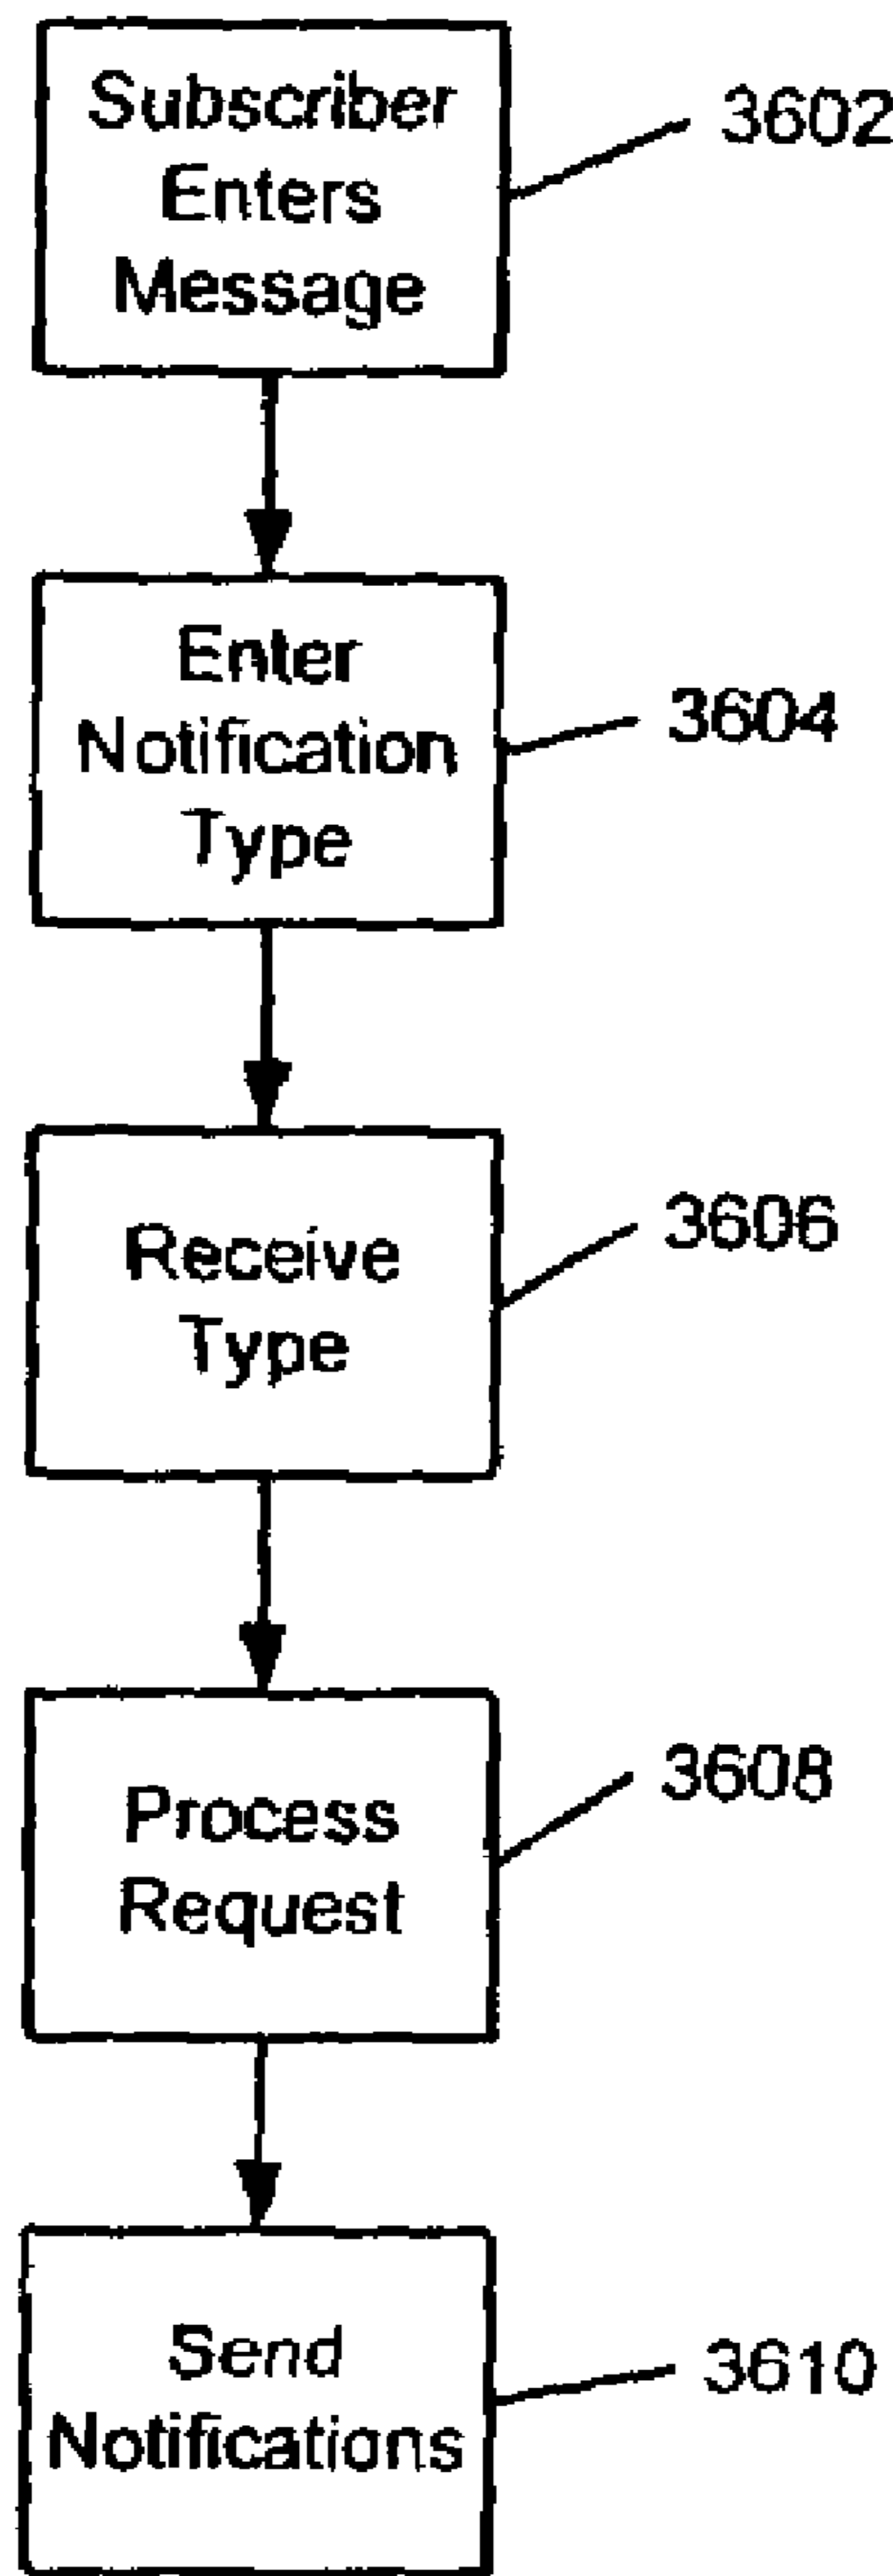 Subscriber
Enters
Message
3602
Enter
Notification
Type
3604
Receive
Type
3606
Process
Request
3608
Send
Notifications
3610